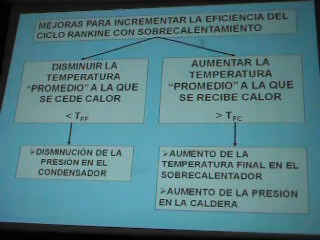 MEJORAS PARA INCREMENTAR LA EFICIENCIA DEL
CICLO RANKINE CON SOBRECALENTAMIENTO
DISMINUIR LA
TEMPERATURA
“PROMEDIO” A LA QUE
SE CEDE CALOR
< TFF
AUMENTAR LA
TEMPERATURA
“PROMEDIO” A LA QUE
SE RECIBE CALOR
> TFC
➢DISMINUCIÓN DE LA
PRESIÓN EN EL
CONDENSADOR
➢AUMENTO DE LA
TEMPERATURA FINAL EN EL
SOBRECALENTADOR
➢AUMENTO DE LA PRESIÓN
EN LA CALDERA